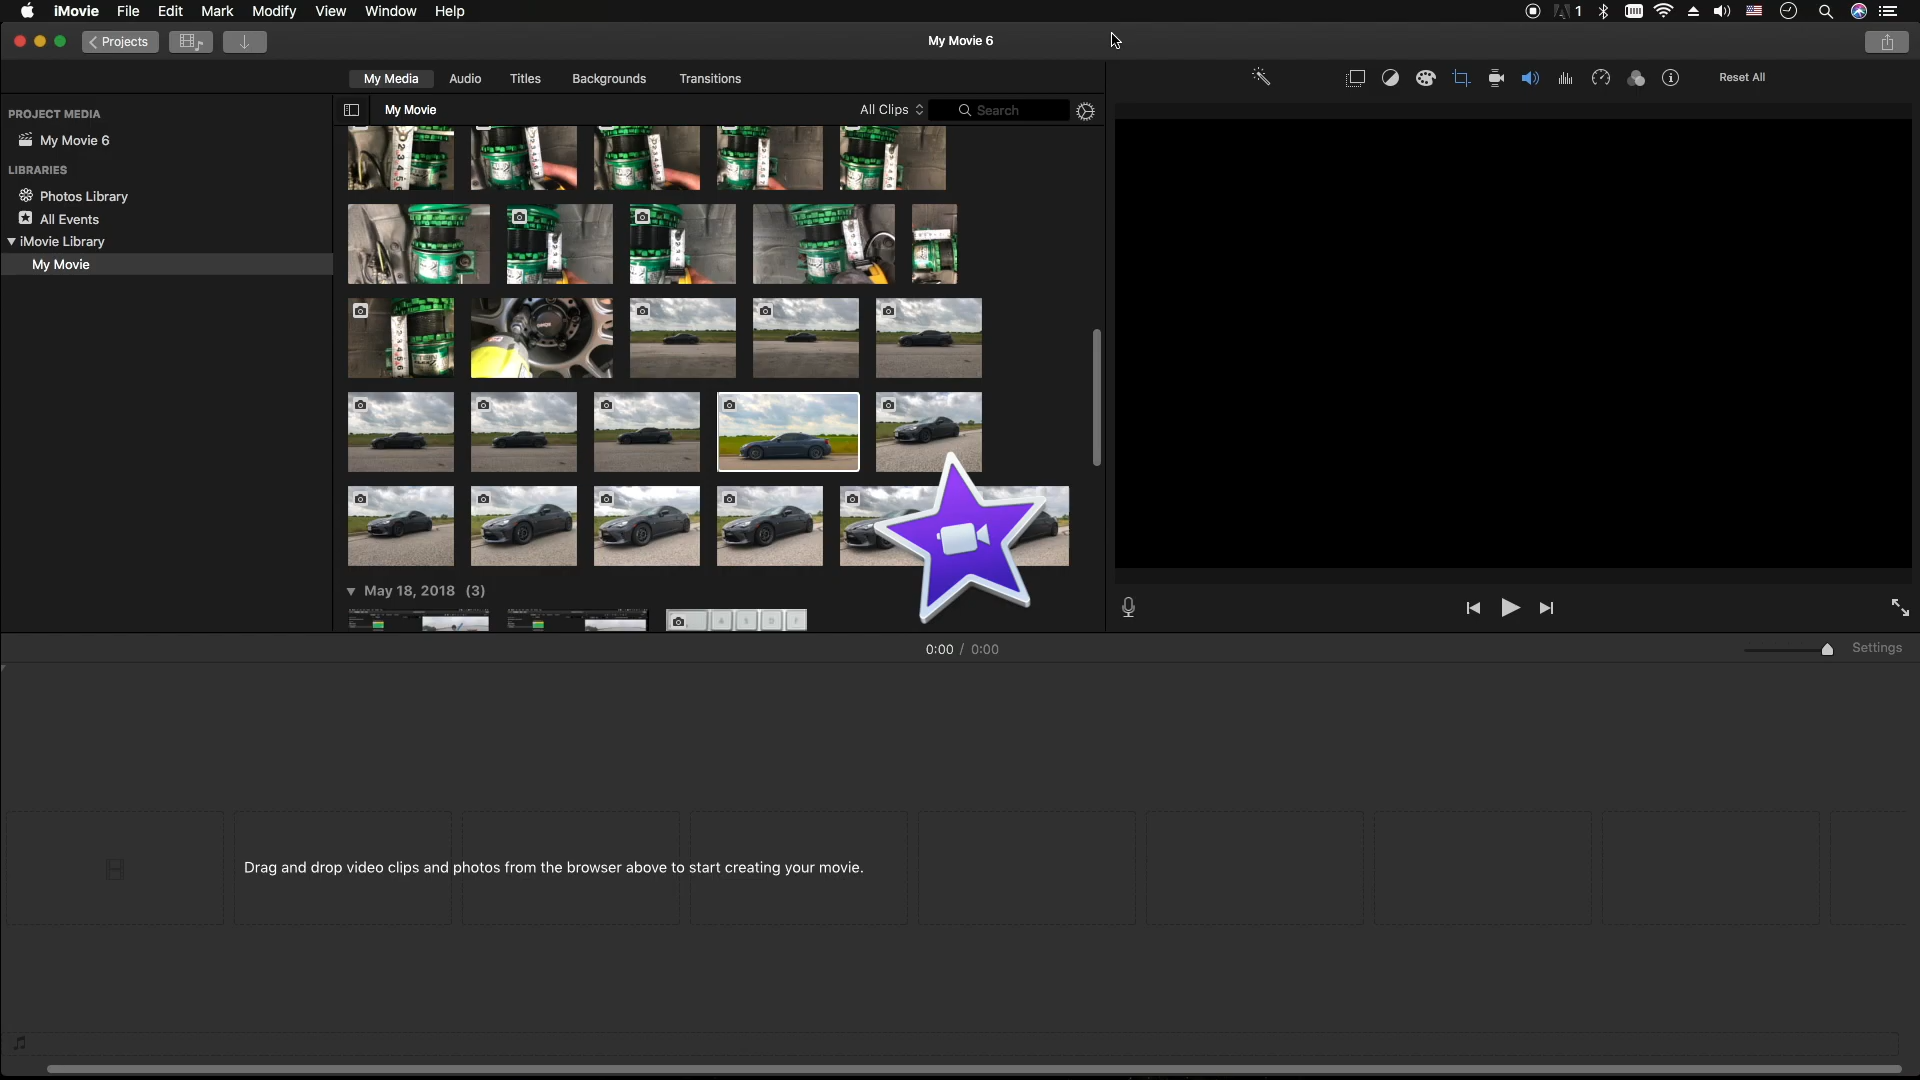 iMovie File Edit Mark Modify View Window Help 1
Projects My Movie 6
My Media Audio Titles Backgrounds Transitions Reset All
PROJECT MEDIA My Movie All Clips Search
My Movie 6
LIBRARIES
Photos Library
All Events
iMovie Library
My Movie
May 18, 2018 (3)
0:00 / 0:00 Settings
Drag and drop video clips and photos from the browser above to start creating your movie.